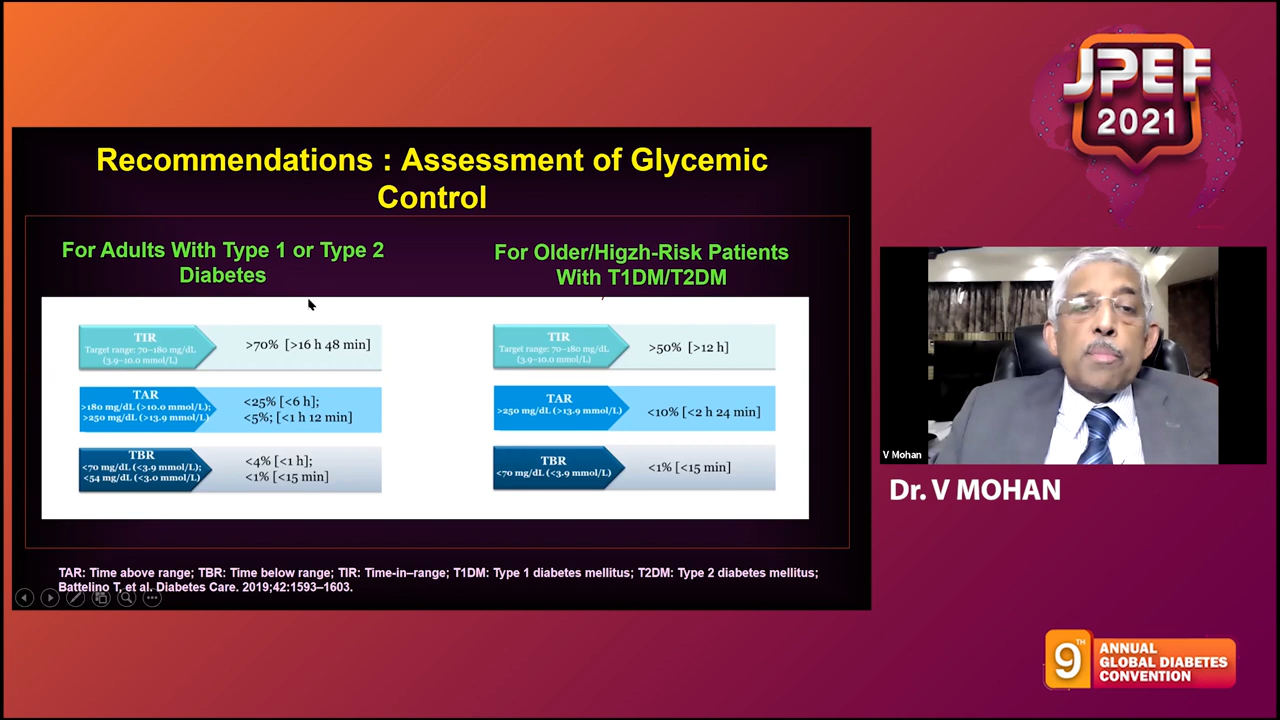 JPEF
2021
Recommendations : Assessment of Glycemic
Control
For Adults With Type 1 or Type 2
Diabetes
TIR
Target range: 70–180 mg/dL
(3.9–10.0 mmol/L)
>70% [>16 h 48 min]
TAR
>180 mg/dL (>10.0 mmol/L);
>250 mg/dL (>13.9 mmol/L)
<25% [<6 h];
<5%; [<1 h 12 min]
TBR
<70 mg/dL (<3.9 mmol/L);
<54 mg/dL (<3.0 mmol/L)
<4% [<1 h];
<1% [<15 min]
For Older/Higzh-Risk Patients
With T1DM/T2DM
TIR
Target range: 70–180 mg/dL
(3.9–10.0 mmol/L)
>50% [>12 h]
TAR
>250 mg/dL (>13.9 mmol/L)
<10% [<2 h 24 min]
TBR
<70 mg/dL (<3.9 mmol/L)
<1% [<15 min]
TAR: Time above range; TBR: Time below range; TIR: Time-in–range; T1DM: Type 1 diabetes mellitus; T2DM: Type 2 diabetes mellitus;
Battelino T, et al. Diabetes Care. 2019;42:1593–1603.
V Mohan
Dr. V MOHAN
9TH
ANNUAL
GLOBAL DIABETES
CONVENTION